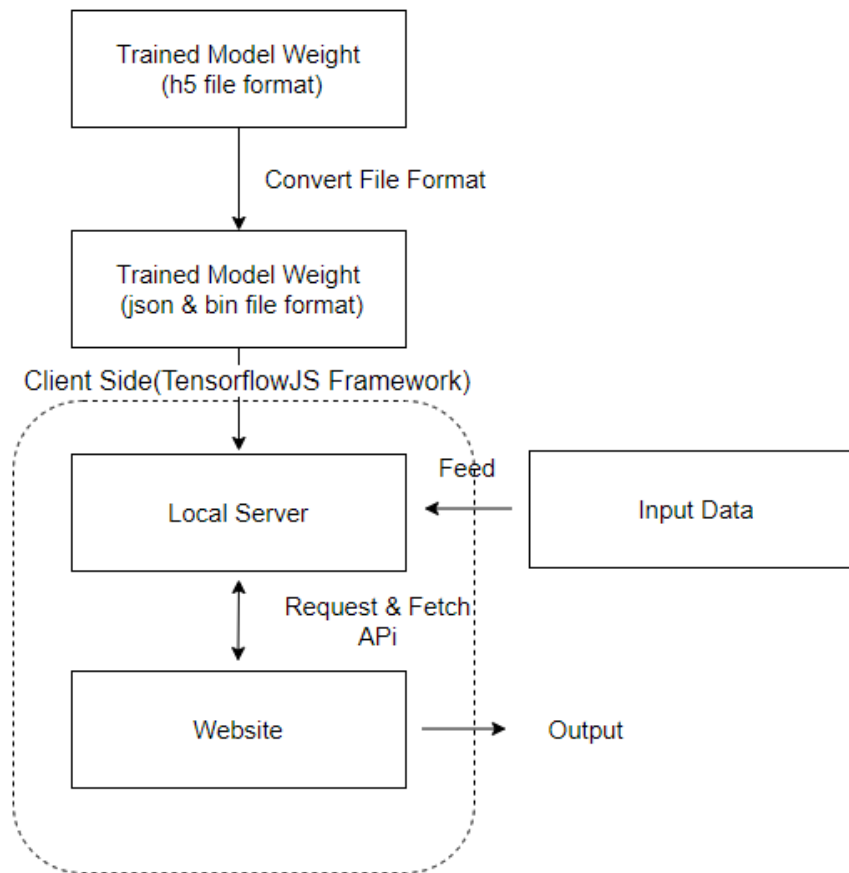 Trained Model Weight
(h5 file format)
Convert File Format
Trained Model Weight
(json & bin file format)
Client Side(TensorflowJS Framework)
Feed
Local Server
Input Data
Request & Fetch
APi
Website
Output